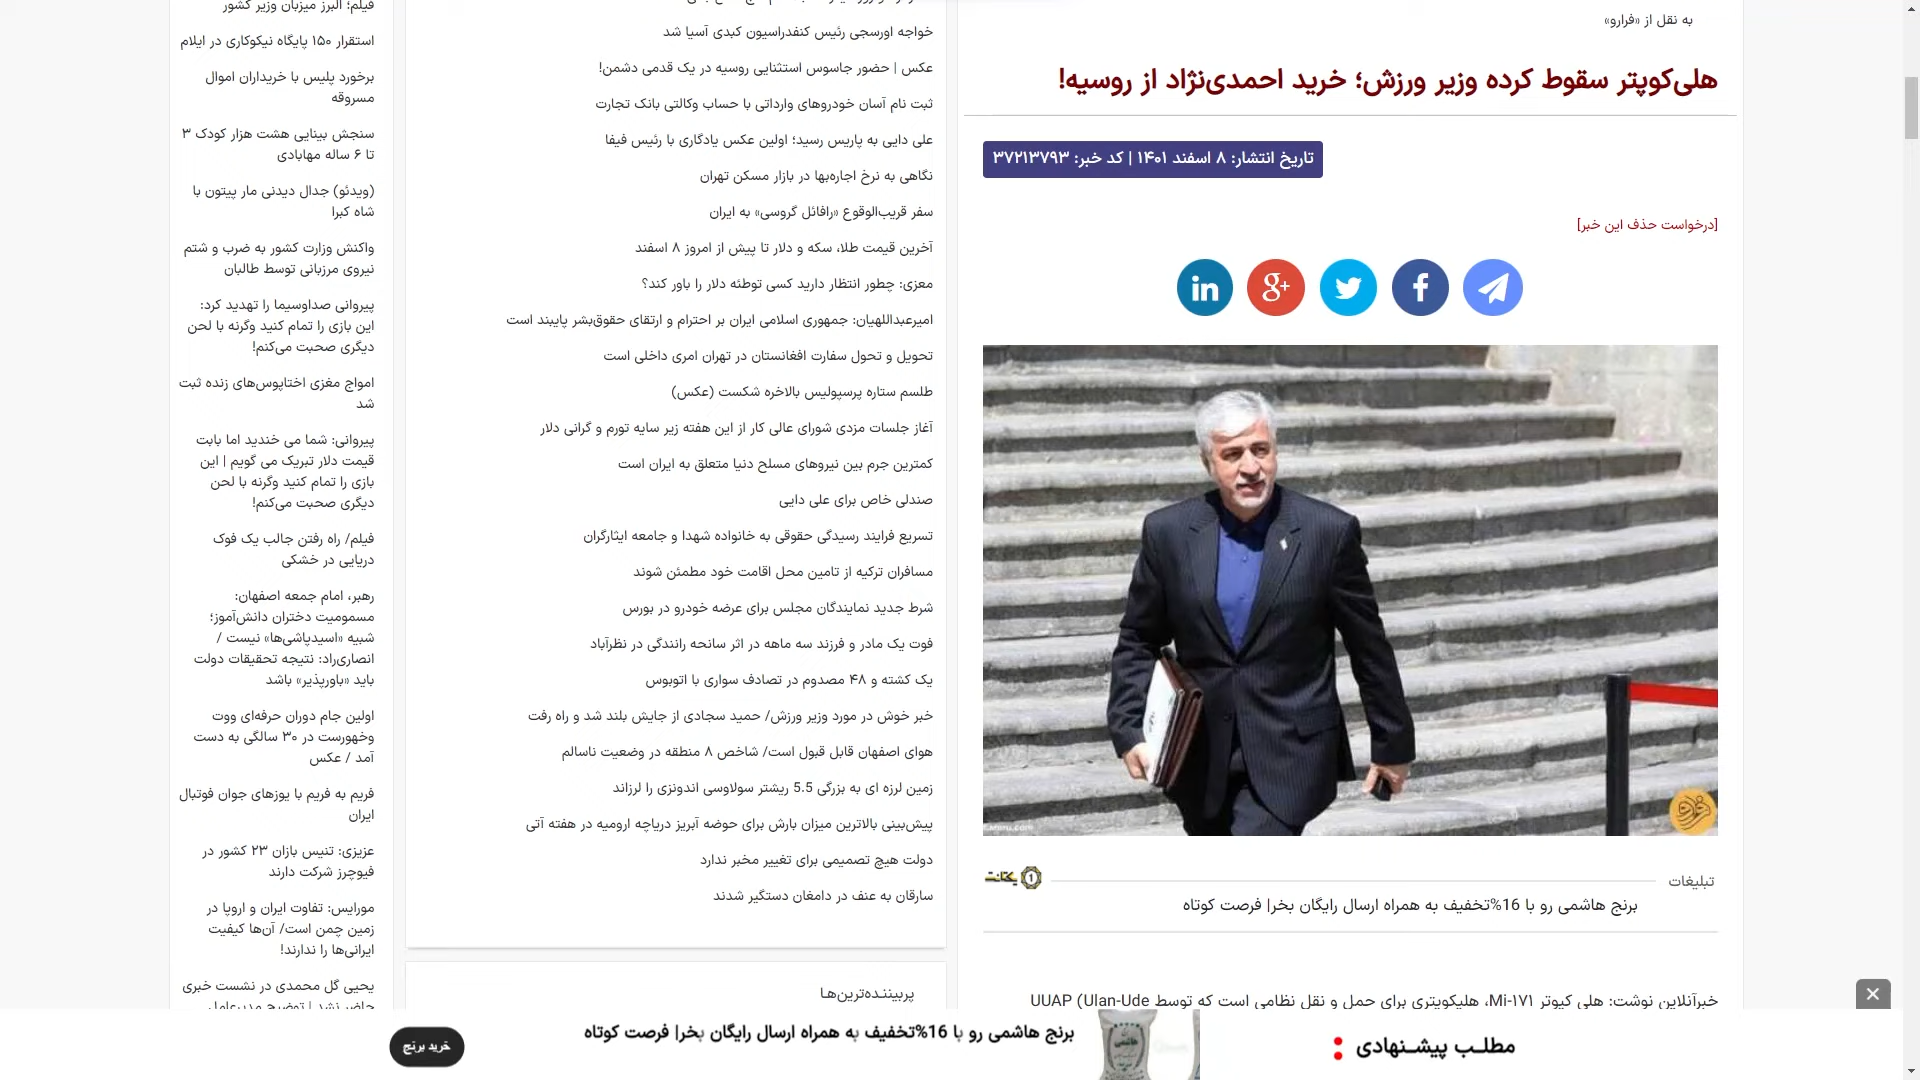 به نقل از «فرارو»
هلی‌کوپتر سقوط کرده وزیر ورزش؛ خرید احمدی‌نژاد از روسیه!
تاریخ انتشار: ۸ اسفند ۱۴۰۱ | کد خبر: ۳۷۲۱۳۷۹۳
[درخواست حذف این خبر]
تبلیغات
یکتانت
برنج هاشمی رو با 16%تخفیف به همراه ارسال رایگان بخر| فرصت کوتاه
خبرآنلاین نوشت: هلی کپوتر Mi-۱۷۱، هلیکوپتری برای حمل و نقل نظامی است که توسط UUAP (Ulan-Ude
خواجه اورسجی رئیس کنفدراسیون کبدی آسیا شد
عکس | حضور جاسوس استثنایی روسیه در یک قدمی دشمن!
ثبت نام آسان خودروهای وارداتی با حساب وکالتی بانک تجارت
علی دایی به پاریس رسید؛ اولین عکس یادگاری با رئیس فیفا
نگاهی به نرخ اجاره‌بها در بازار مسکن تهران
سفر قریب‌الوقوع «رافائل گروسی» به ایران
آخرین قیمت طلا، سکه و دلار تا پیش از امروز ۸ اسفند
معزی: چطور انتظار دارید کسی توطئه دلار را باور کند؟
امیرعبداللهیان: جمهوری اسلامی ایران بر احترام و ارتقای حقوق‌بشر پایبند است
تحویل و تحول سفارت افغانستان در تهران امری داخلی است
طلسم ستاره پرسپولیس بالاخره شکست (عکس)
آغاز جلسات مزدی شورای عالی کار از این هفته زیر سایه تورم و گرانی دلار
کمترین جرم بین نیروهای مسلح دنیا متعلق به ایران است
صندلی خاص برای علی دایی
تسریع فرایند رسیدگی حقوقی به خانواده شهدا و جامعه ایثارگران
مسافران ترکیه از تامین محل اقامت خود مطمئن شوند
شرط جدید نمایندگان مجلس برای عرضه خودرو در بورس
فوت یک مادر و فرزند سه ماهه در اثر سانحه رانندگی در نظرآباد
یک کشته و ۴۸ مصدوم در تصادف سواری با اتوبوس
خبر خوش در مورد وزیر ورزش/ حمید سجادی از جایش بلند شد و راه رفت
هوای اصفهان قابل قبول است/ شاخص ۸ منطقه در وضعیت ناسالم
زمین لرزه ای به بزرگی 5.5 ریشتر سولاوسی اندونزی را لرزاند
پیش‌بینی بالاترین میزان بارش برای حوضه آبریز دریاچه ارومیه در هفته آتی
دولت هیچ تصمیمی برای تغییر مخبر ندارد
سارقان به عنف در دامغان دستگیر شدند
پربیننده‌ترین‌ها
فیلم؛ البرز میزبان وزیر کشور
استقرار ۱۵۰ پایگاه نیکوکاری در ایلام
برخورد پلیس با خریداران اموال
مسروقه
سنجش بینایی هشت هزار کودک ۳
تا ۶ ساله مهابادی
(ویدئو) جدال دیدنی مار پیتون با
شاه کبرا
واکنش وزارت کشور به ضرب و شتم
نیروی مرزبانی توسط طالبان
پیروانی صداوسیما را تهدید کرد:
این بازی را تمام کنید وگرنه با لحن
دیگری صحبت می‌کنم!
امواج مغزی اختاپوس‌های زنده ثبت
شد
پیروانی: شما می خندید اما بابت
قیمت دلار تبریک می گویم | این
بازی را تمام کنید وگرنه با لحن
دیگری صحبت می‌کنم!
فیلم/ راه رفتن جالب یک فوک
دریایی در خشکی
رهبر، امام جمعه اصفهان:
مسمومیت دختران دانش‌آموز؛
شبیه «اسیدپاشی‌ها» نیست /
انصاری‌راد: نتیجه تحقیقات دولت
باید «باورپذیر» باشد
اولین جام دوران حرفه‌ای ووت
وخهورست در ۳۰ سالگی به دست
آمد / عکس
فریم به فریم با یوزهای جوان فوتبال
ایران
عزیزی: تنیس بازان ۲۳ کشور در
فیوچرز شرکت دارند
مورایس: تفاوت ایران و اروپا در
زمین چمن است/ آن‌ها کیفیت
ایرانی‌ها را ندارند!
یحیی گل محمدی در نشست خبری
حاضر نشد | توضیح مدیرعامل
مطلـب پیشـنهادی
برنج هاشمی رو با 16%تخفیف به همراه ارسال رایگان بخر| فرصت کوتاه
خرید برنج